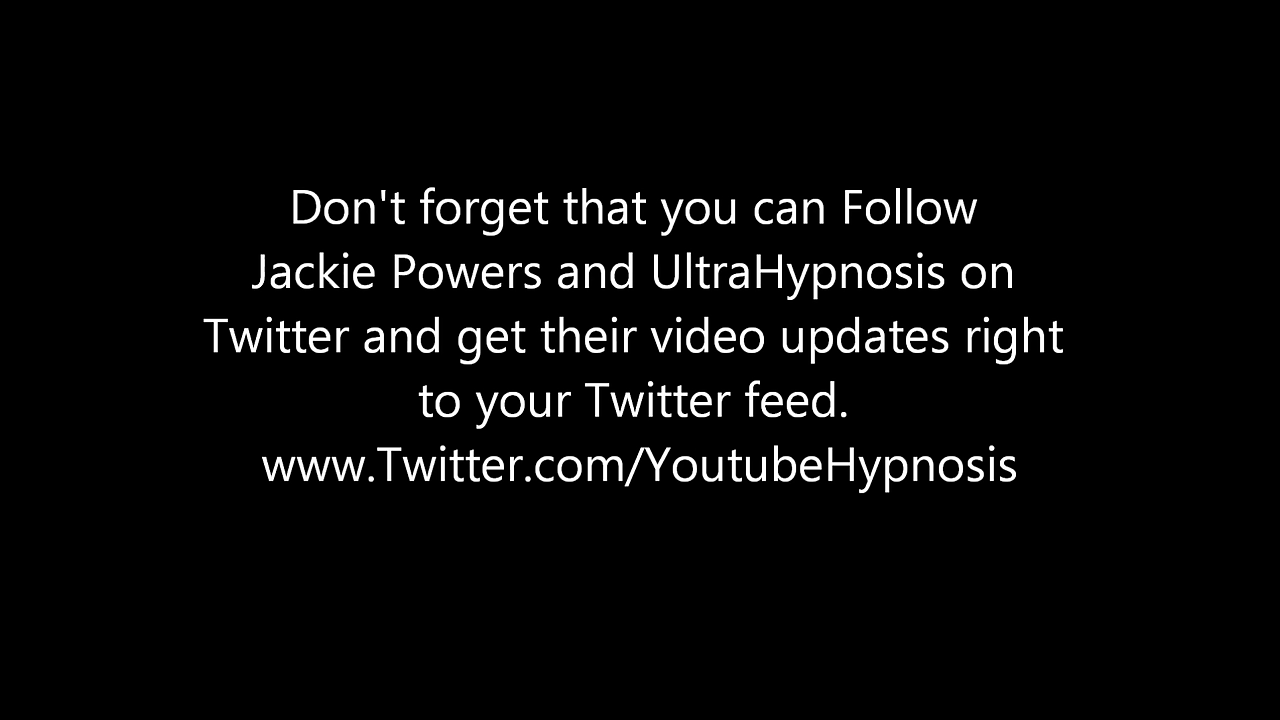 Don't forget that you can Follow
Jackie Powers and UltraHypnosis on
Twitter and get their video updates right
to your Twitter feed.
www.Twitter.com/YoutubeHypnosis